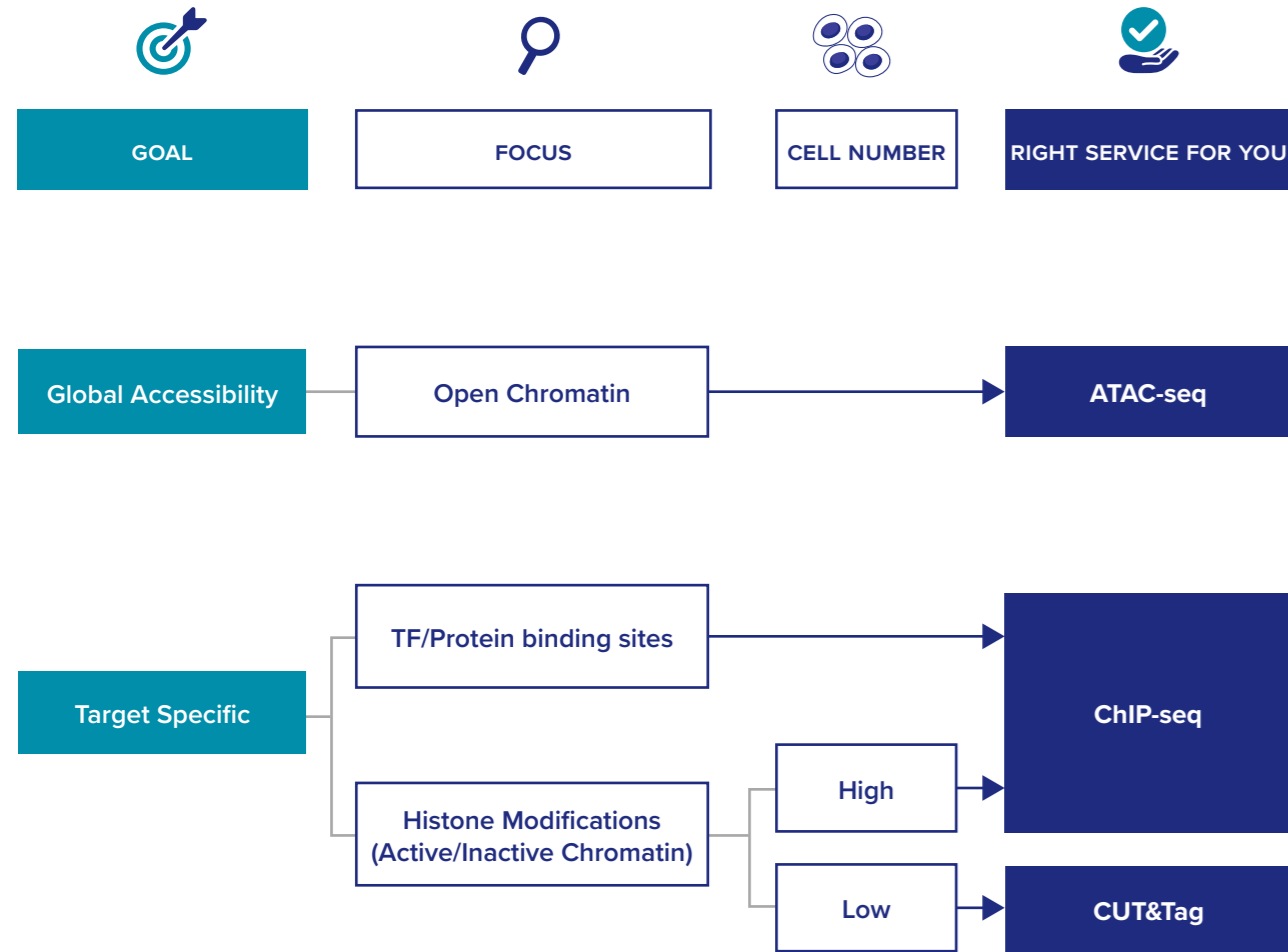 GOAL
FOCUS
CELL NUMBER
RIGHT SERVICE FOR YOU
Global Accessibility
Open Chromatin
ATAC-seq
Target Specific
TF/Protein binding sites
ChIP-seq
Histone Modifications
(Active/Inactive Chromatin)
High
Low
CUT&Tag